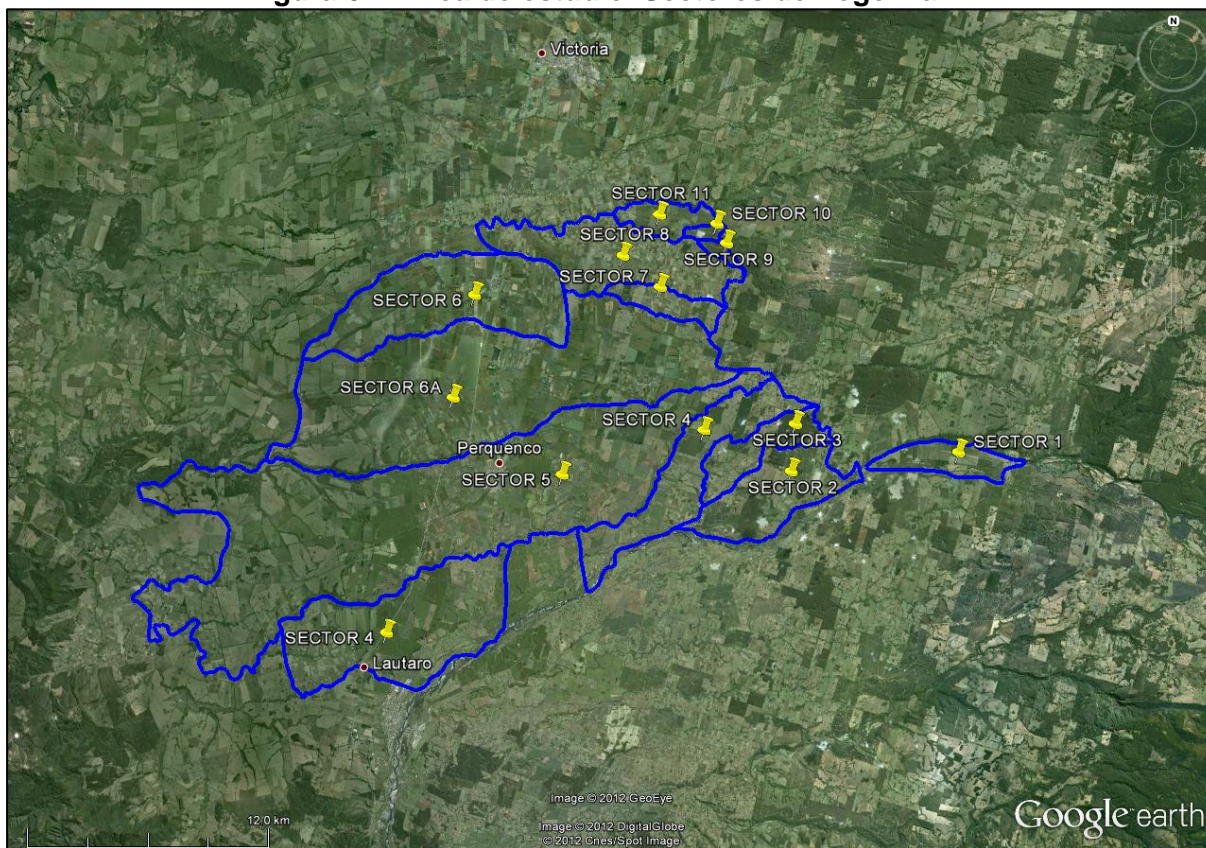 N
Victoria
SECTOR 11
SECTOR 10
SECTOR 8
SECTOR 9
SECTOR 7
SECTOR 6
SECTOR 6A
SECTOR 4
SECTOR 3
Perquenco
SECTOR 1
SECTOR 5
SECTOR 2
SECTOR 4
Lautaro
Image © 2012 GeoEye
12.0 km
Image © 2012 DigitalGlobe
© 2012 Cnes/Spot Image
Google earth